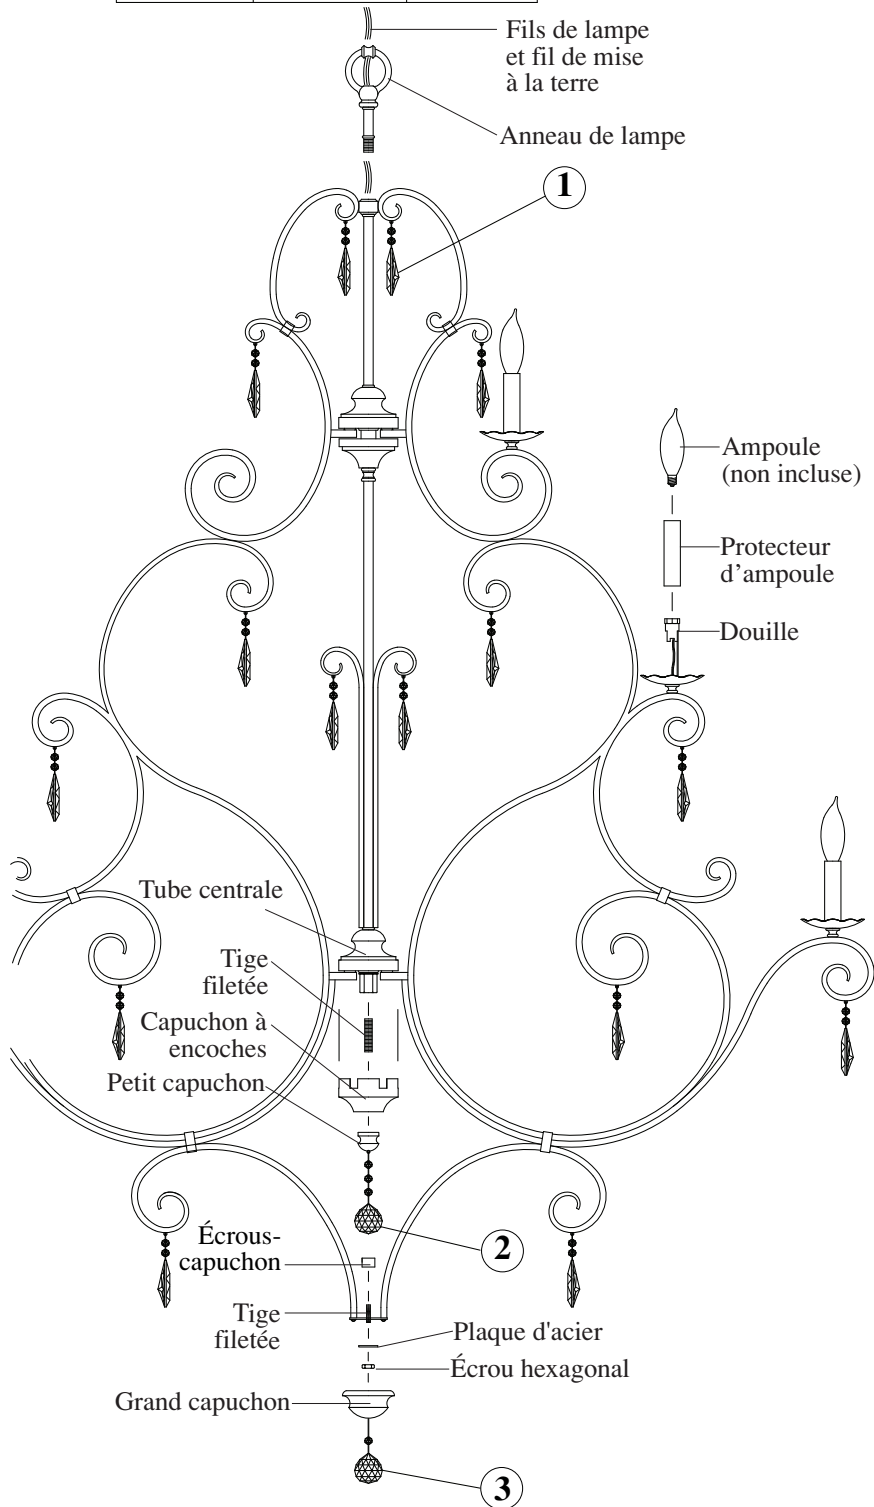 Fils de lampe
et fil de mise
à la terre
Anneau de lampe
1
Ampoule
(non incluse)
Protecteur
d’ampoule
Douille
Tube centrale
Tige
filetée
Capuchon à
encoches
Petit capuchon
2
Écrous-
capuchon
Tige
filetée
Plaque d'acier
Écrou hexagonal
Grand capuchon
3